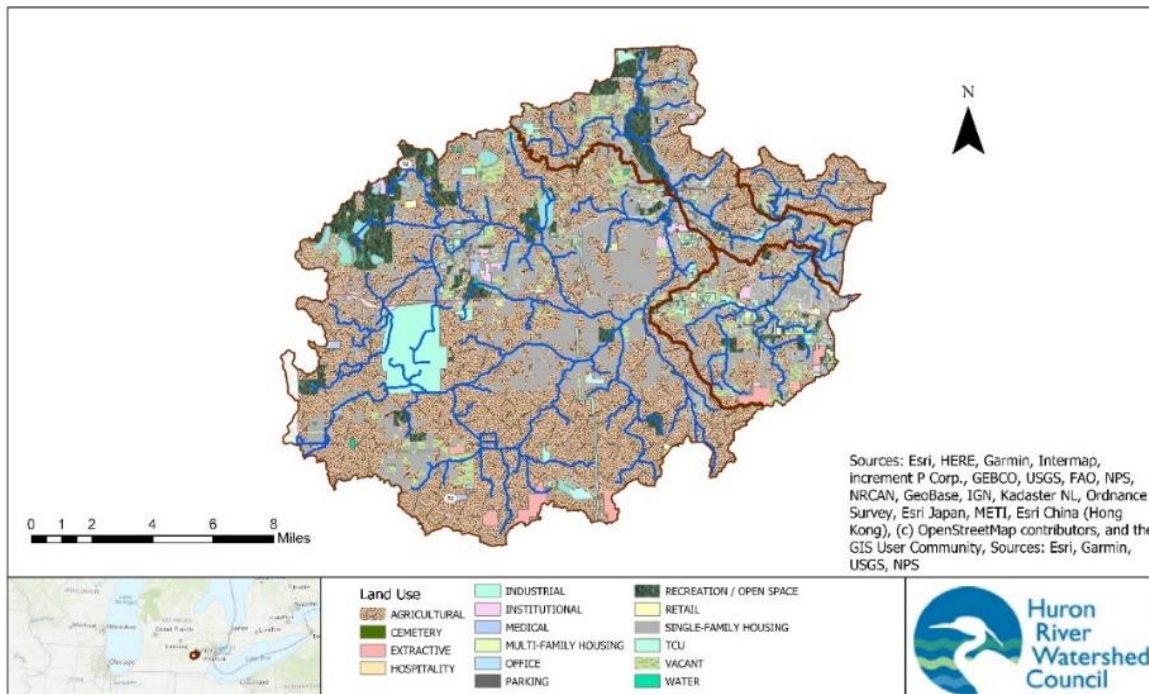 N
Sources: Esri, HERE, Garmin, Intermap,
increment P Corp., GEBCO, USGS, FAO, NPS,
NRCAN, GeoBase, IGN, Kadaster NL, Ordnance
Survey, Esri Japan, METI, Esri China (Hong
Kong), (c) OpenStreetMap contributors, and the
GIS User Community, Sources: Esri, Garmin,
USGS, NPS
0 1 2 4 6 8
Miles
Chicago
Land Use
AGRICULTURAL
CEMETERY
EXTRACTIVE
HOSPITALITY
INDUSTRIAL
INSTITUTIONAL
MEDICAL
MULTI-FAMILY HOUSING
OFFICE
PARKING
RECREATION / OPEN SPACE
RETAIL
SINGLE-FAMILY HOUSING
TCU
VACANT
WATER
Huron
River
Watershed
Council